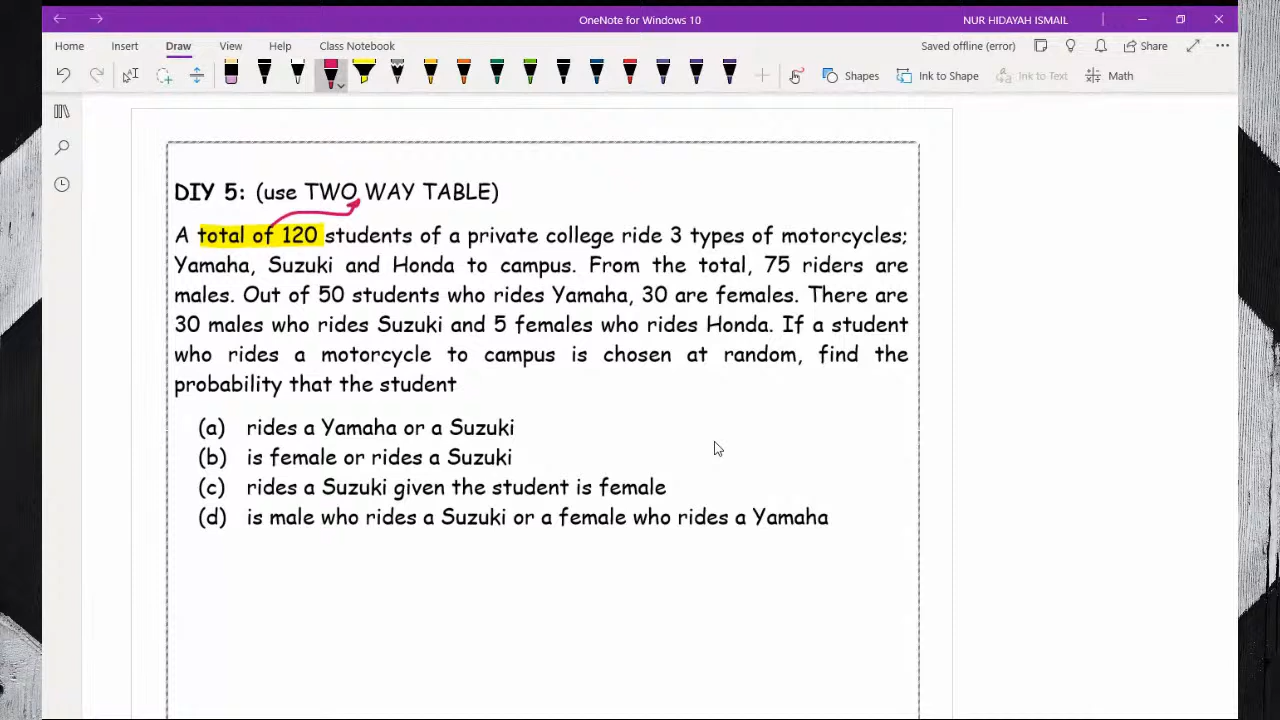 OneNote for Windows 10
NUR HIDAYAH ISMAIL
Home Insert Draw View Help Class Notebook
Saved offline (error) Share
Shapes Ink to Shape Ink to Text Math
DIY 5: (use TWO WAY TABLE)
A total of 120 students of a private college ride 3 types of motorcycles;
Yamaha, Suzuki and Honda to campus. From the total, 75 riders are
males. Out of 50 students who rides Yamaha, 30 are females. There are
30 males who rides Suzuki and 5 females who rides Honda. If a student
who rides a motorcycle to campus is chosen at random, find the
probability that the student
(a) rides a Yamaha or a Suzuki
(b) is female or rides a Suzuki
(c) rides a Suzuki given the student is female
(d) is male who rides a Suzuki or a female who rides a Yamaha